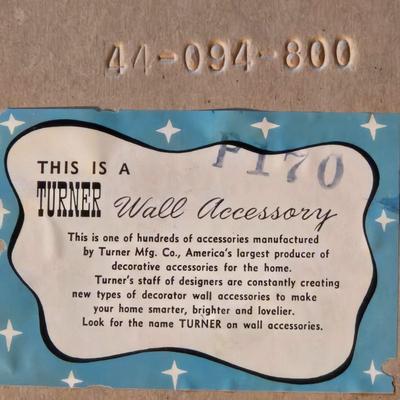 44-094-800
P170
THIS IS A
TURNER Wall Accessory
This is one of hundreds of accessories manufactured
by Turner Mfg. Co., America's largest producer of
decorative accessories for the home.
Turner's staff of designers are constantly creating
new types of decorator wall accessories to make
your home smarter, brighter and lovelier.
Look for the name TURNER on wall accessories.